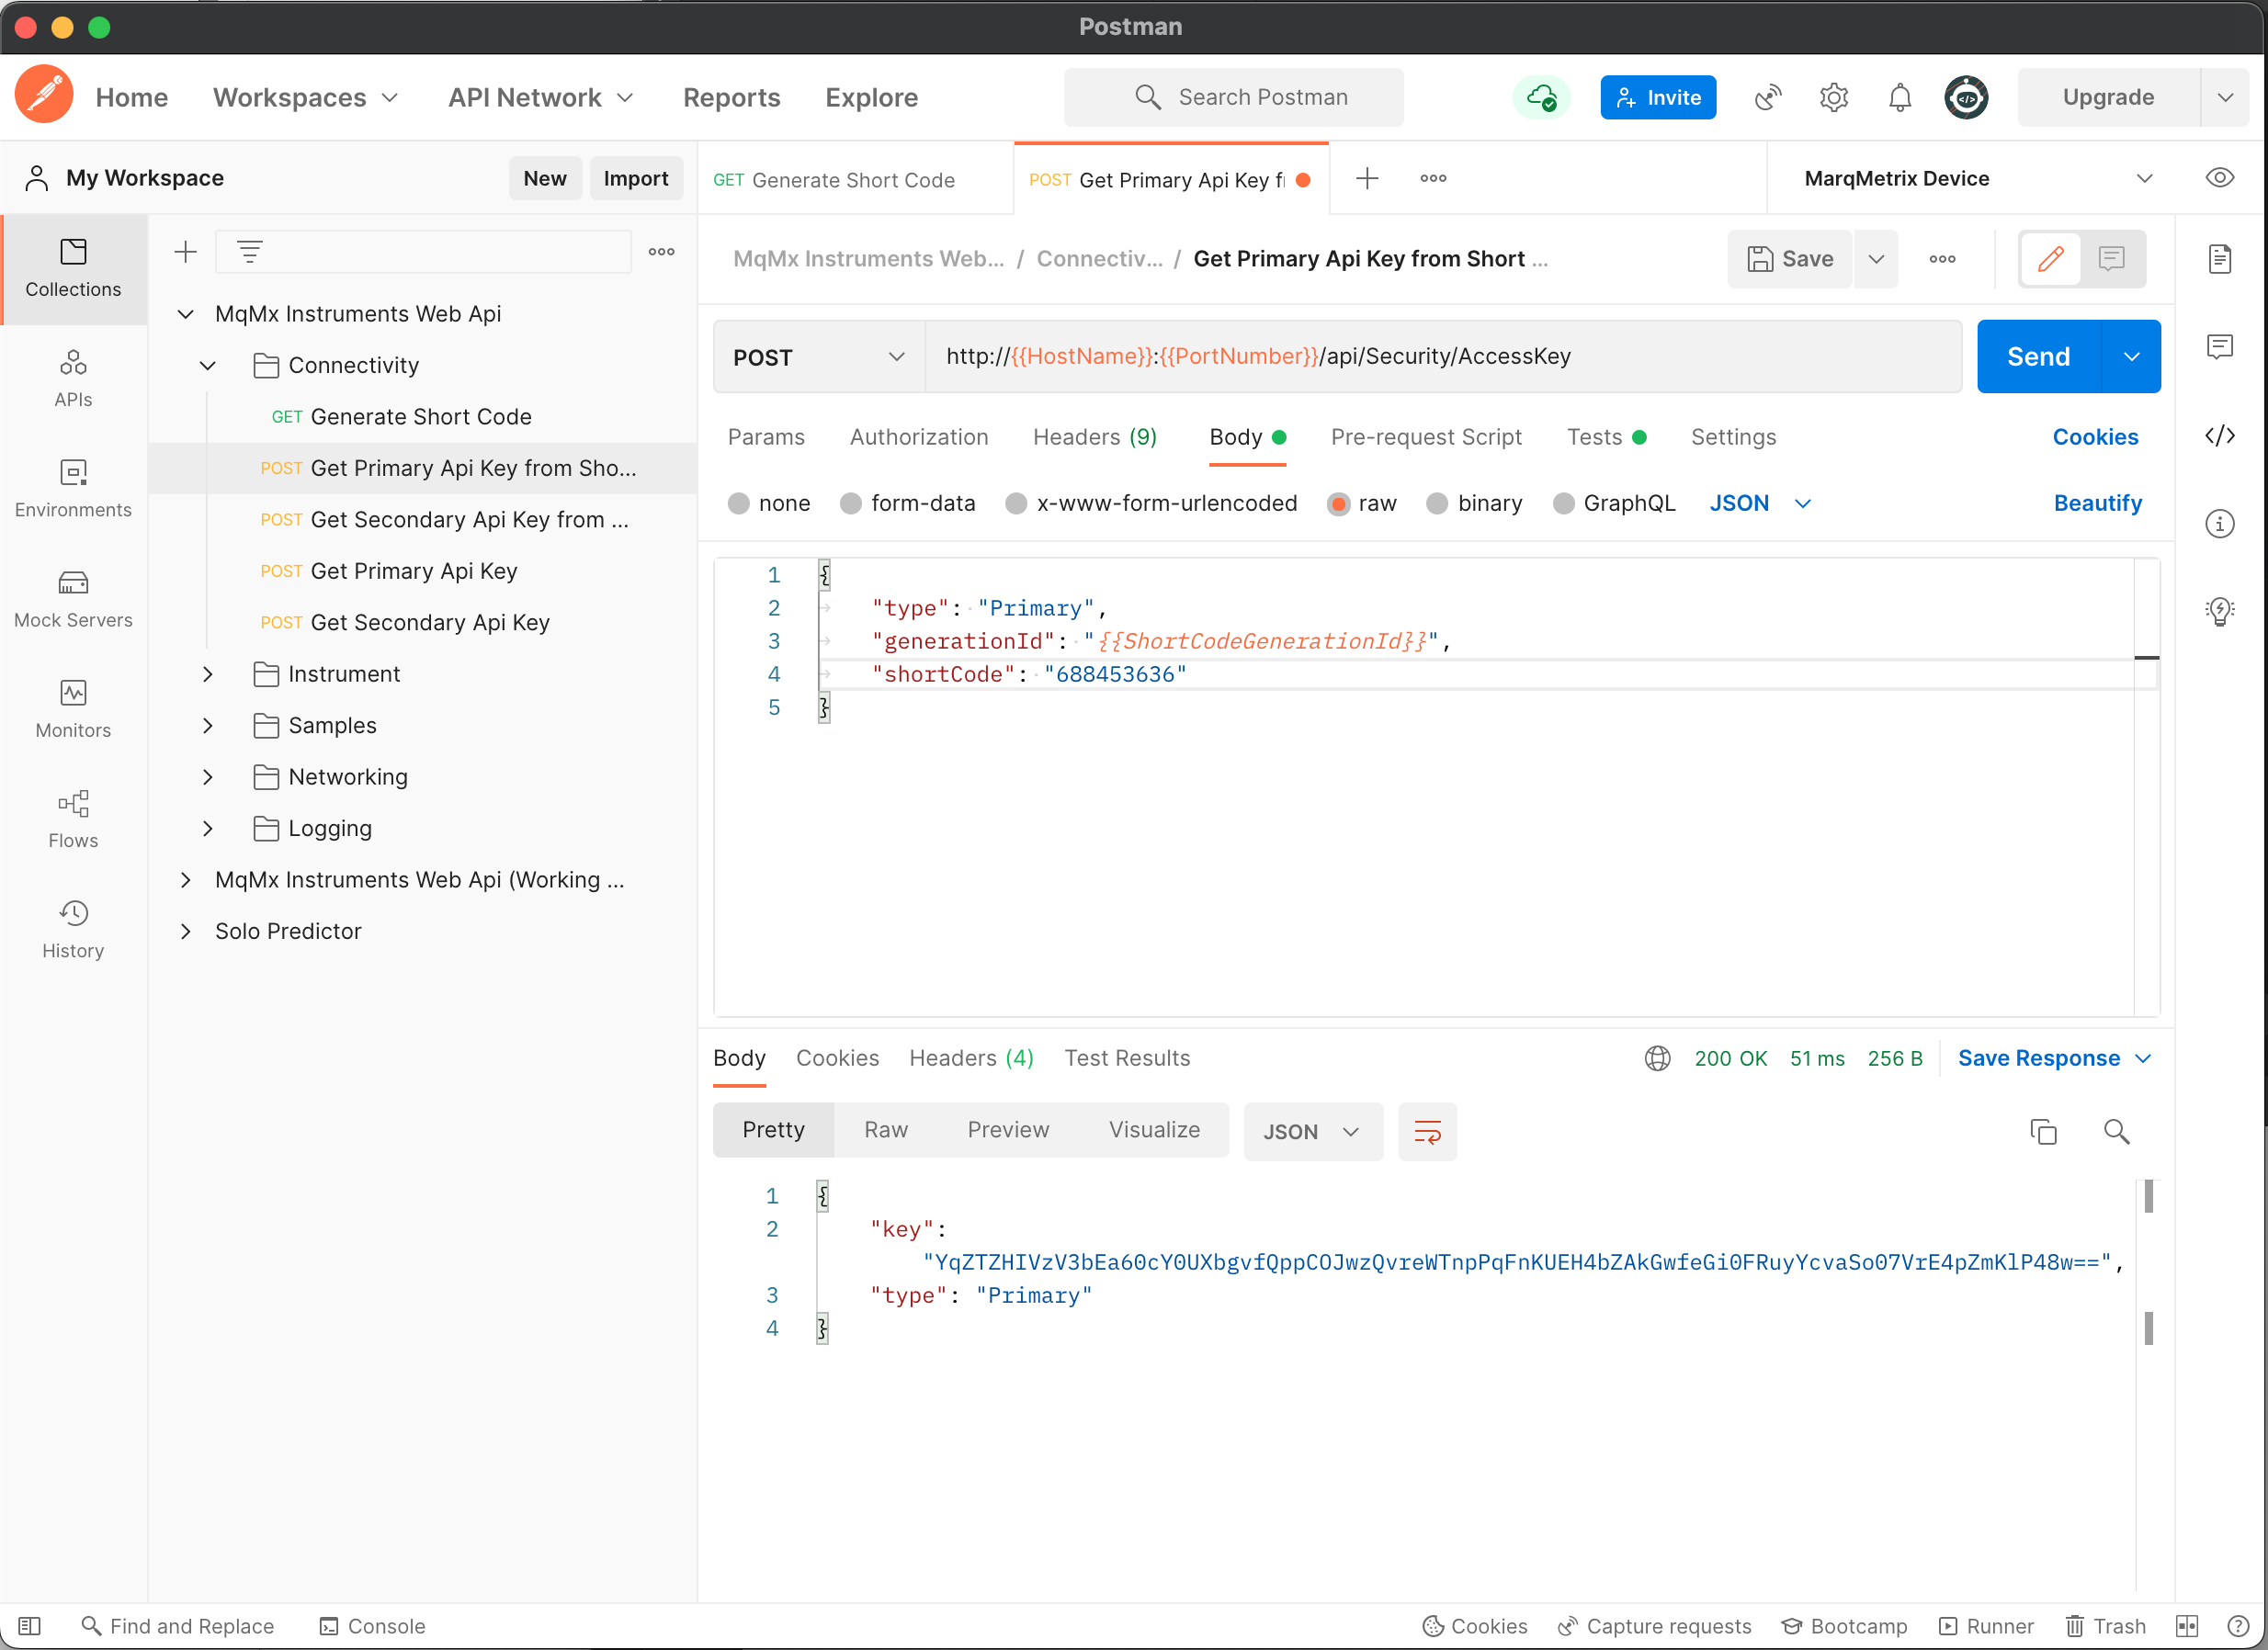 Postman
Home Workspaces API Network Reports Explore Search Postman Invite Upgrade
My Workspace New Import GET Generate Short Code POST Get Primary Api Key fr MarqMetrix Device
Collections
APIs
Environments
Mock Servers
Monitors
Flows
History
MqMx Instruments Web Api
Connectivity
GET Generate Short Code
POST Get Primary Api Key from Sho...
POST Get Secondary Api Key from ...
POST Get Primary Api Key
POST Get Secondary Api Key
Instrument
Samples
Networking
Logging
MqMx Instruments Web Api (Working ...
Solo Predictor
MqMx Instruments Web... / Connectiv... / Get Primary Api Key from Short ... Save
POST http://{{HostName}}:{{PortNumber}}/api/Security/AccessKey Send
Params Authorization Headers (9) Body Pre-request Script Tests Settings Cookies
none form-data x-www-form-urlencoded raw binary GraphQL JSON Beautify
1 {
2 "type": "Primary",
3 "generationId": "{{ShortCodeGenerationId}}",
4 "shortCode": "688453636"
5 }
Body Cookies Headers (4) Test Results 200 OK 51 ms 256 B Save Response
Pretty Raw Preview Visualize JSON
1 {
2 "key":
"YqZTZHIVzV3bEa60cY0UXbgvfQppCOJwzQvreWTnpPqFnKUEH4bZAkGwfeGi0FRuyYcvaSo07VrE4pZmKlP48w==",
3 "type": "Primary"
4 }
Find and Replace Console Cookies Capture requests Bootcamp Runner Trash